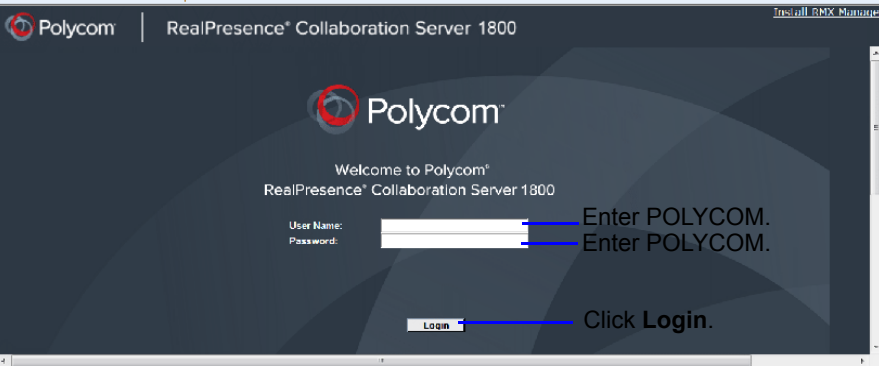 Install RMX Manage
Polycom | RealPresence® Collaboration Server 1800
Polycom™
Welcome to Polycom®
RealPresence® Collaboration Server 1800
User Name:
Enter POLYCOM.
Password:
Enter POLYCOM.
Login
Click Login.